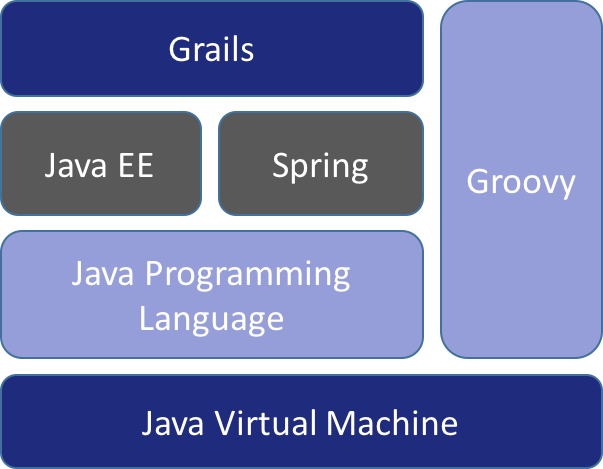 Grails
Java EE
Spring
Groovy
Java Programming
Language
Java Virtual Machine